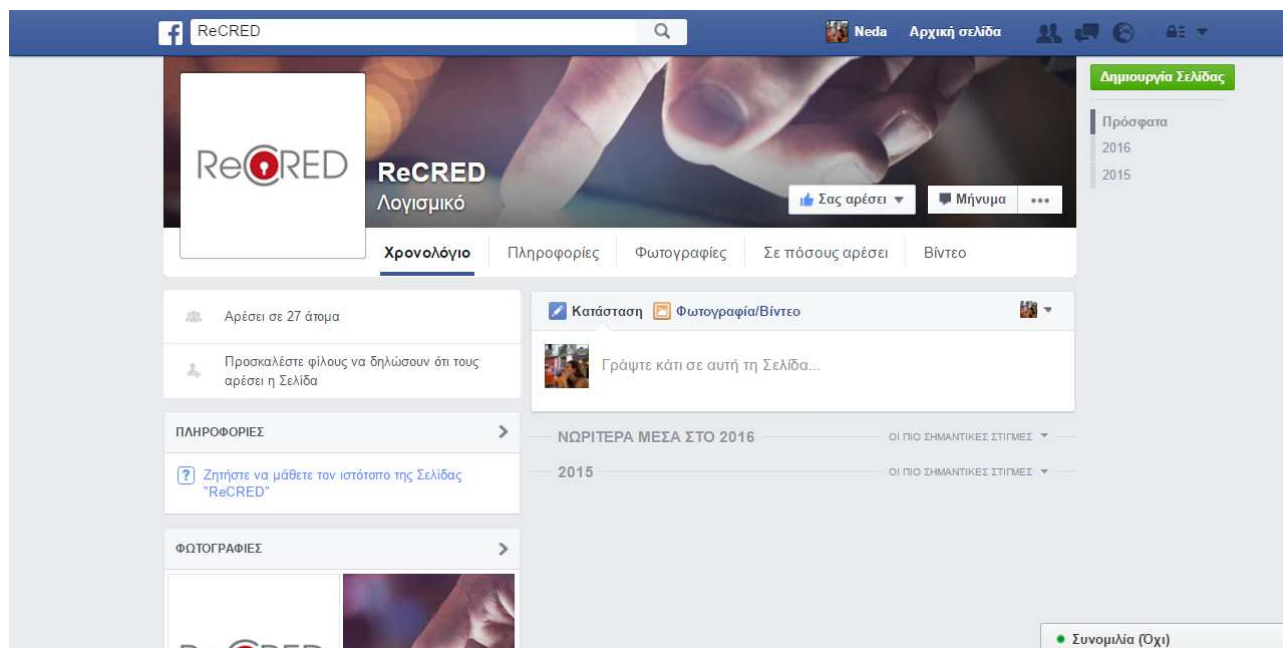 ReCRED
Neda
Αρχική σελίδα
Δημιουργία Σελίδας
Πρόσφατα
2016
2015
ReCRED
ReCRED
Λογισμικό
Σας αρέσει
Μήνυμα
Χρονολόγιο
Πληροφορίες
Φωτογραφίες
Σε πόσους αρέσει
Βίντεο
Αρέσει σε 27 άτομα
Προσκαλέστε φίλους να δηλώσουν ότι τους
αρέσει η Σελίδα
Κατάσταση
Φωτογραφία/Βίντεο
Γράψτε κάτι σε αυτή τη Σελίδα...
ΠΛΗΡΟΦΟΡΙΕΣ
Ζητήστε να μάθετε τον ιστότοπο της Σελίδας
"ReCRED"
ΝΩΡΙΤΕΡΑ ΜΕΣΑ ΣΤΟ 2016
ΟΙ ΠΙΟ ΣΗΜΑΝΤΙΚΕΣ ΣΤΙΓΜΕΣ
2015
ΟΙ ΠΙΟ ΣΗΜΑΝΤΙΚΕΣ ΣΤΙΓΜΕΣ
ΦΩΤΟΓΡΑΦΙΕΣ
ReCRED
Συνομιλία (Όχι)